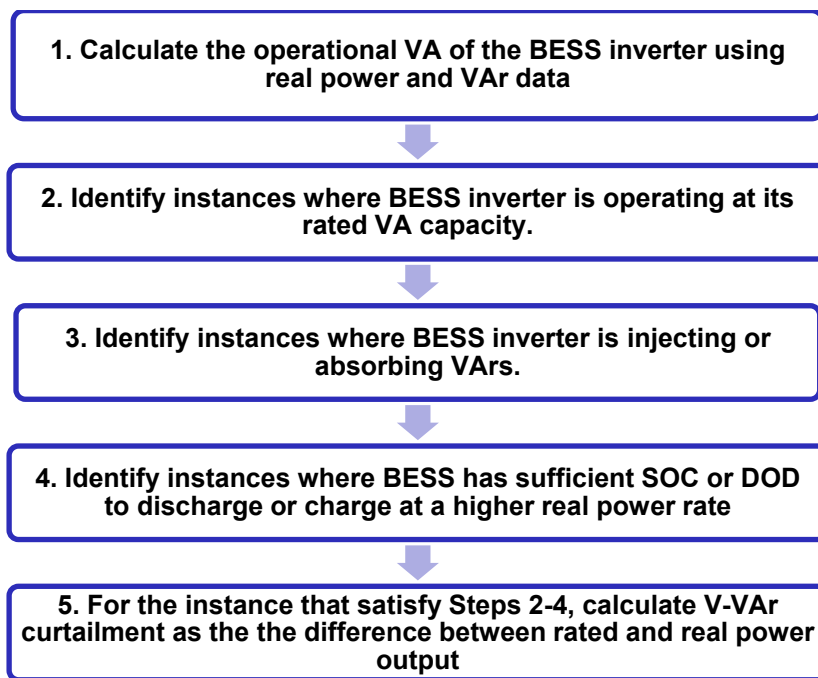 1. Calculate the operational VA of the BESS inverter using
real power and VAr data
2. Identify instances where BESS inverter is operating at its
rated VA capacity.
3. Identify instances where BESS inverter is injecting or
absorbing VArs.
4. Identify instances where BESS has sufficient SOC or DOD
to discharge or charge at a higher real power rate
5. For the instance that satisfy Steps 2-4, calculate V-VAr
curtailment as the the difference between rated and real power
output